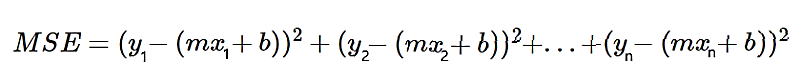 MSE = (y₁− (mx₁+ b))² + (y₂− (mx₂+ b))²+...+(yₙ− (mxₙ+ b))²